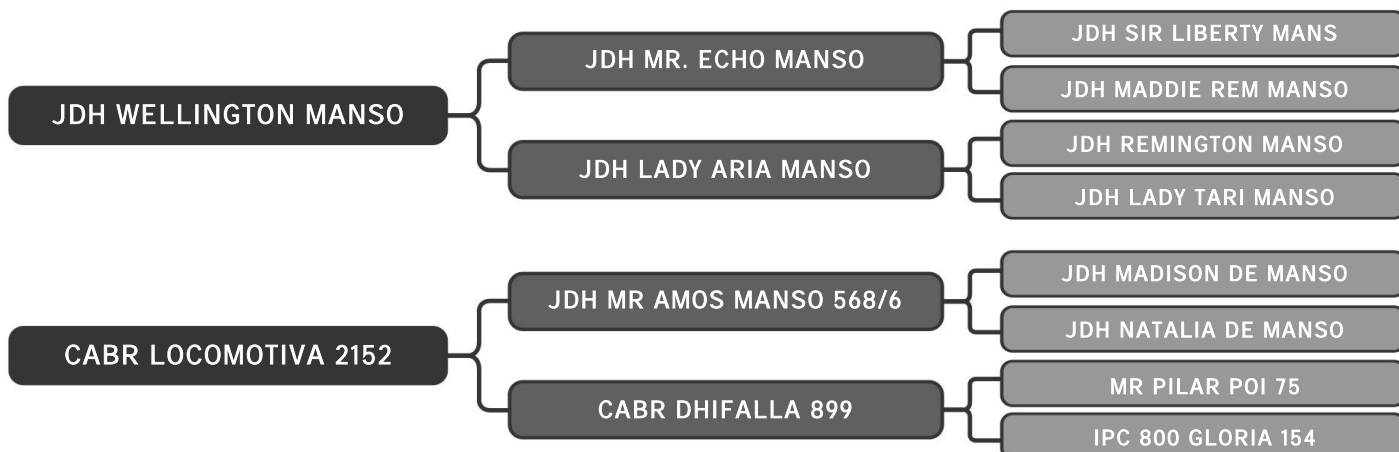 JDH WELLINGTON MANSO
JDH MR. ECHO MANSO
JDH SIR LIBERTY MANS
JDH MADDIE REM MANSO
JDH LADY ARIA MANSO
JDH REMINGTON MANSO
JDH LADY TARI MANSO
CABR LOCOMOTIVA 2152
JDH MR AMOS MANSO 568/6
JDH MADISON DE MANSO
JDH NATALIA DE MANSO
CABR DHIFALLA 899
MR PILAR POI 75
IPC 800 GLORIA 154